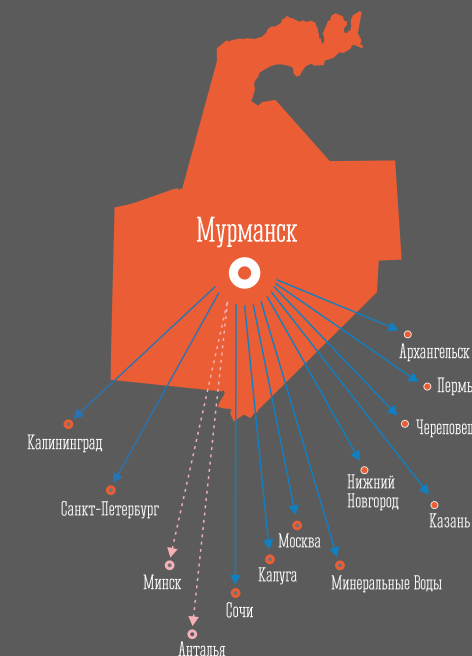 Мурманск
Архангельск
Пермь
Череповец
Калининград
Нижний
Новгород
Санкт-Петербург
Казань
Москва
Минск
Калуга
Минеральные Воды
Сочи
Анталья